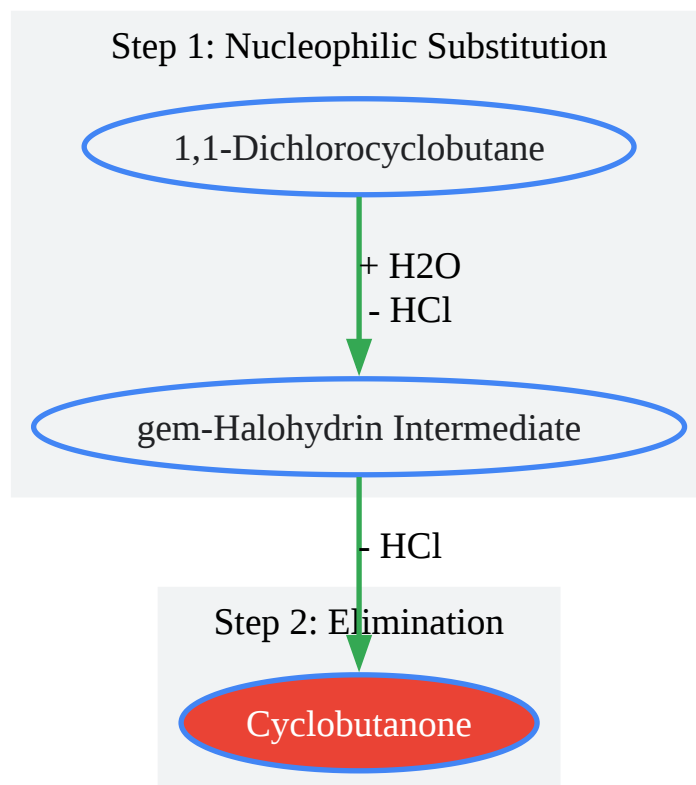 Step 1: Nucleophilic Substitution
1,1-Dichlorocyclobutane
+ H2O
- HCl
gem-Halohydrin Intermediate
- HCl
Step 2: Elimination
Cyclobutanone